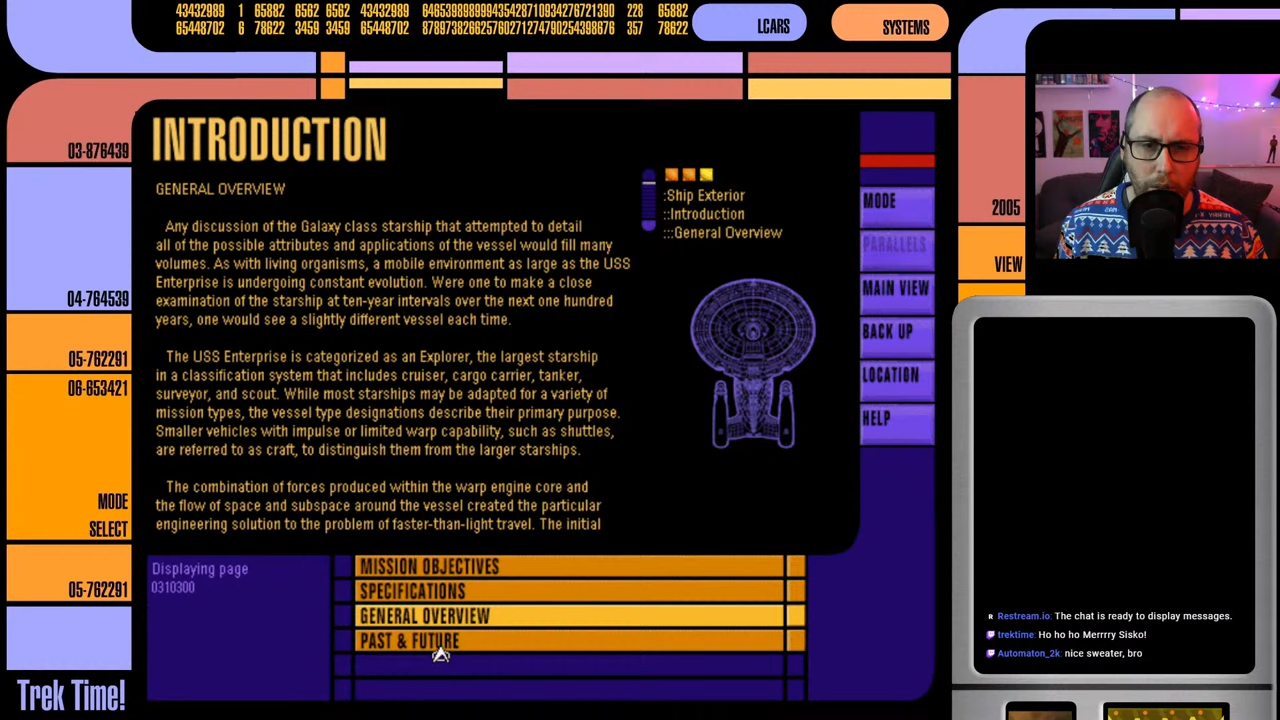 43432989 1 65882 6562 6562 43432989 646539898999435428710934276721390 228 65882
65448702 6 78622 3459 3459 65448702 87897382662576027127479025439867​6 357 78622
LCARS
SYSTEMS
03-876439
04-764539
05-762291
06-653421
MODE
SELECT
05-762291
Trek Time!
INTRODUCTION
GENERAL OVERVIEW
Any discussion of the Galaxy class starship that attempted to detail
all of the possible attributes and applications of the vessel would fill many
volumes. As with living organisms, a mobile environment as large as the USS
Enterprise is undergoing constant evolution. Were one to make a close
examination of the starship at ten-year intervals over the next one hundred
years, one would see a slightly different vessel each time.
The USS Enterprise is categorized as an Explorer, the largest starship
in a classification system that includes cruiser, cargo carrier, tanker,
surveyor, and scout. While most starships may be adapted for a variety of
mission types, the vessel type designations describe their primary purpose.
Smaller vehicles with impulse or limited warp capability, such as shuttles,
are referred to as craft, to distinguish them from the larger starships.
The combination of forces produced within the warp engine core and
the flow of space and subspace around the vessel created the particular
engineering solution to the problem of faster-than-light travel. The initial
:Ship Exterior
::Introduction
:::General Overview
MODE
PARALLELS
MAIN VIEW
BACK UP
LOCATION
HELP
Displaying page
0310300
MISSION OBJECTIVES
SPECIFICATIONS
GENERAL OVERVIEW
PAST & FUTURE
2005
VIEW
R Restream.io: The chat is ready to display messages.
trektime: Ho ho ho Merrrry Sisko!
Automaton_2k: nice sweater, bro